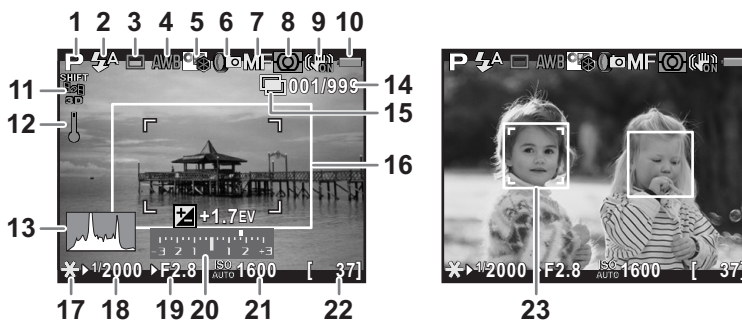 1 2 3 4 5 6 7 8 9 10
P A AWB MF ON
P A AWB MF ON
11 SHIFT
3D
001/999 14
15
12
16
13
+1.7EV
-3 2 1 1 2 +3
1/2000 F2.8 ISO AUTO 1600 [ 37]
1/2000 F2.8 ISO AUTO 1600 [ 37]
17 18 19 20 21 22
23